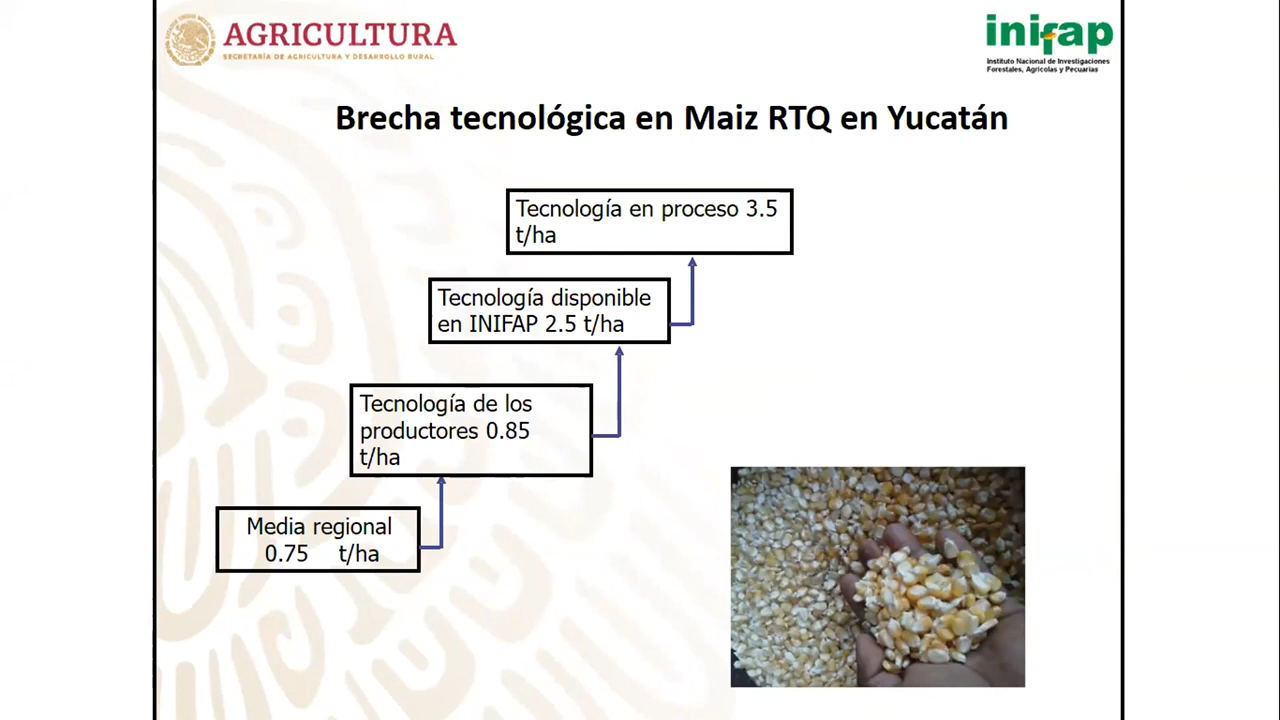 AGRICULTURA
SECRETARÍA DE AGRICULTURA Y DESARROLLO RURAL
inifap
Instituto Nacional de Investigaciones
Forestales, Agrícolas y Pecuarias
Brecha tecnológica en Maiz RTQ en Yucatán
Tecnología en proceso 3.5
t/ha
Tecnología disponible
en INIFAP 2.5 t/ha
Tecnología de los
productores 0.85
t/ha
Media regional
0.75 t/ha